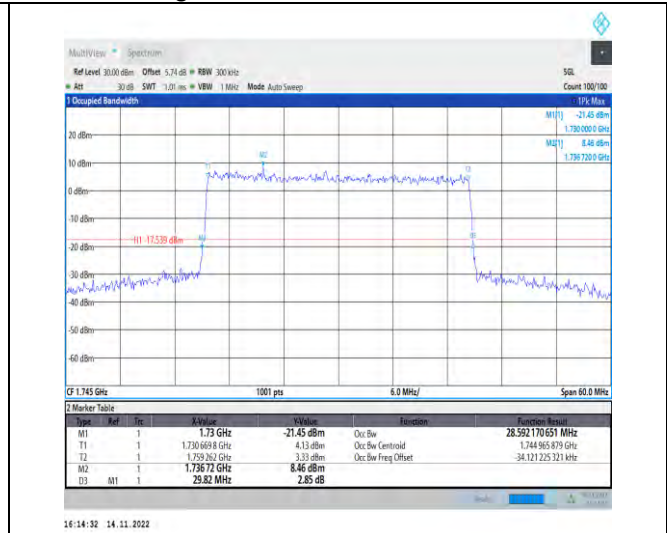 MultiView Spectrum
Ref Level 30.00 dBm Offset 5.74 dB RBW 300 kHz SGL
Att 30 dB SWT 1.01 ms VBW 1 MHz Mode Auto Sweep Count 100/100
1 Occupied Bandwidth 1Pk Max
M1[1] -21.45 dBm
1.730 000 0 GHz
M2[1] 8.46 dBm
1.736 720 0 GHz
20 dBm
M2
10 dBm
T1 T2
0 dBm
-10 dBm
H1 -17.539 dBm
-20 dBm
-30 dBm
-40 dBm
-50 dBm
-60 dBm
CF 1.745 GHz 1001 pts 6.0 MHz/ Span 60.0 MHz
2 Marker Table
Type Ref Trc X-Value Y-Value Function Function Result
M1 1 1.73 GHz -21.45 dBm Occ Bw 28.592 170 651 MHz
T1 1 1.730 669 8 GHz 4.13 dBm Occ Bw Centroid 1.744 965 879 GHz
T2 1 1.759 262 GHz 3.33 dBm Occ Bw Freq Offset -34.121 225 321 kHz
M2 1 1.736 72 GHz 8.46 dBm
D3 M1 1 29.82 MHz 2.85 dB
Ready
16:14:32 14.11.2022